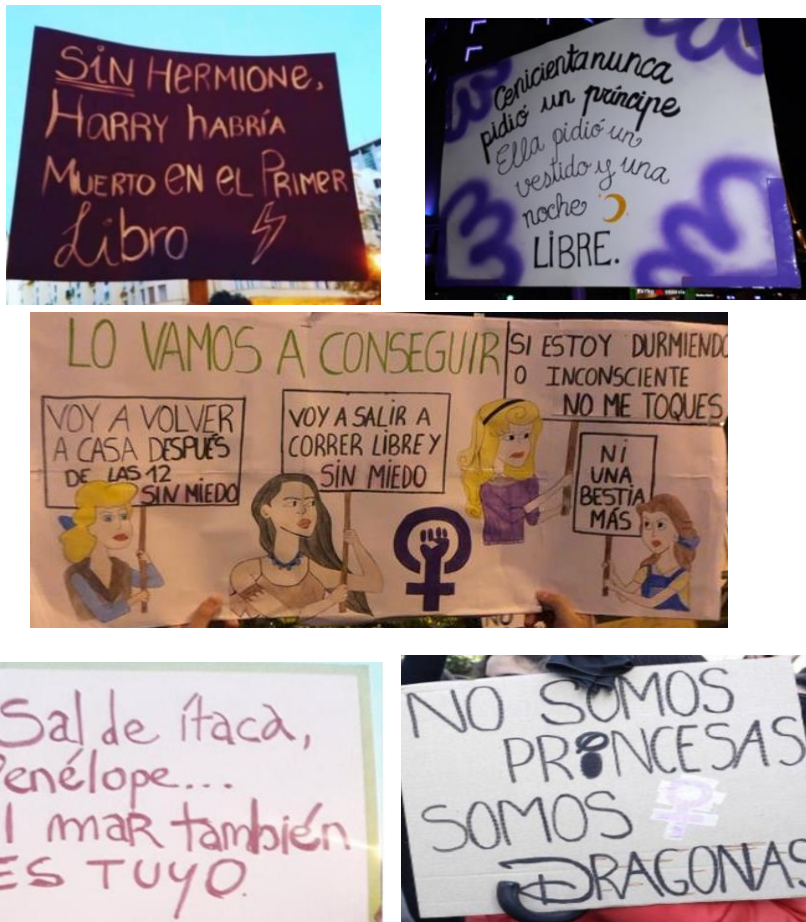 SiN HERMIONE,
HARRY HABRÍA
MUERTO EN EL PRIMER
Libro
Cenicienta nunca
pidió un príncipe
Ella pidió un
vestido y una
noche
LIBRE.
LO VAMOS A CONSEGUIR
VOY A VOLVER
A CASA DESPUÉS
DE LAS 12
SIN MIEDO
VOY A SALIR A
CORRER LIBRE Y
SIN MIEDO
SI ESTOY DURMIENDO
O INCONSCIENTE
NO ME TOQUES
NI
UNA
BESTIA
MÁS
NO
Sal de ítaca,
Penélope...
l mar también
ES TUYO.
NO SOMOS
PRINCESAS
SOMOS
DRAGONAS